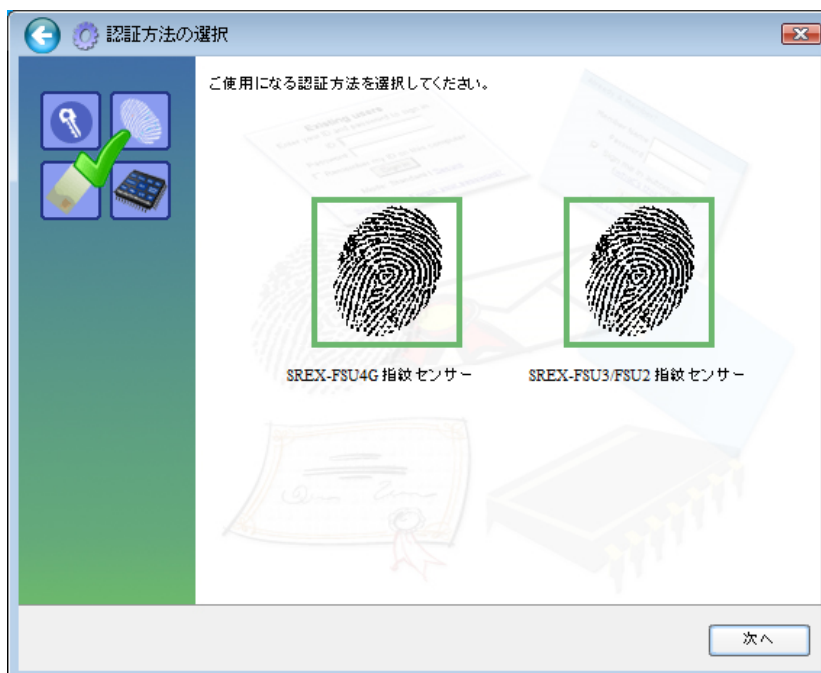 認証方法の選択
ご使用になる認証方法を選択してください。
Existing users
SREX-FSU4G 指紋センサー
SREX-FSU3/FSU2 指紋センサー
次へ